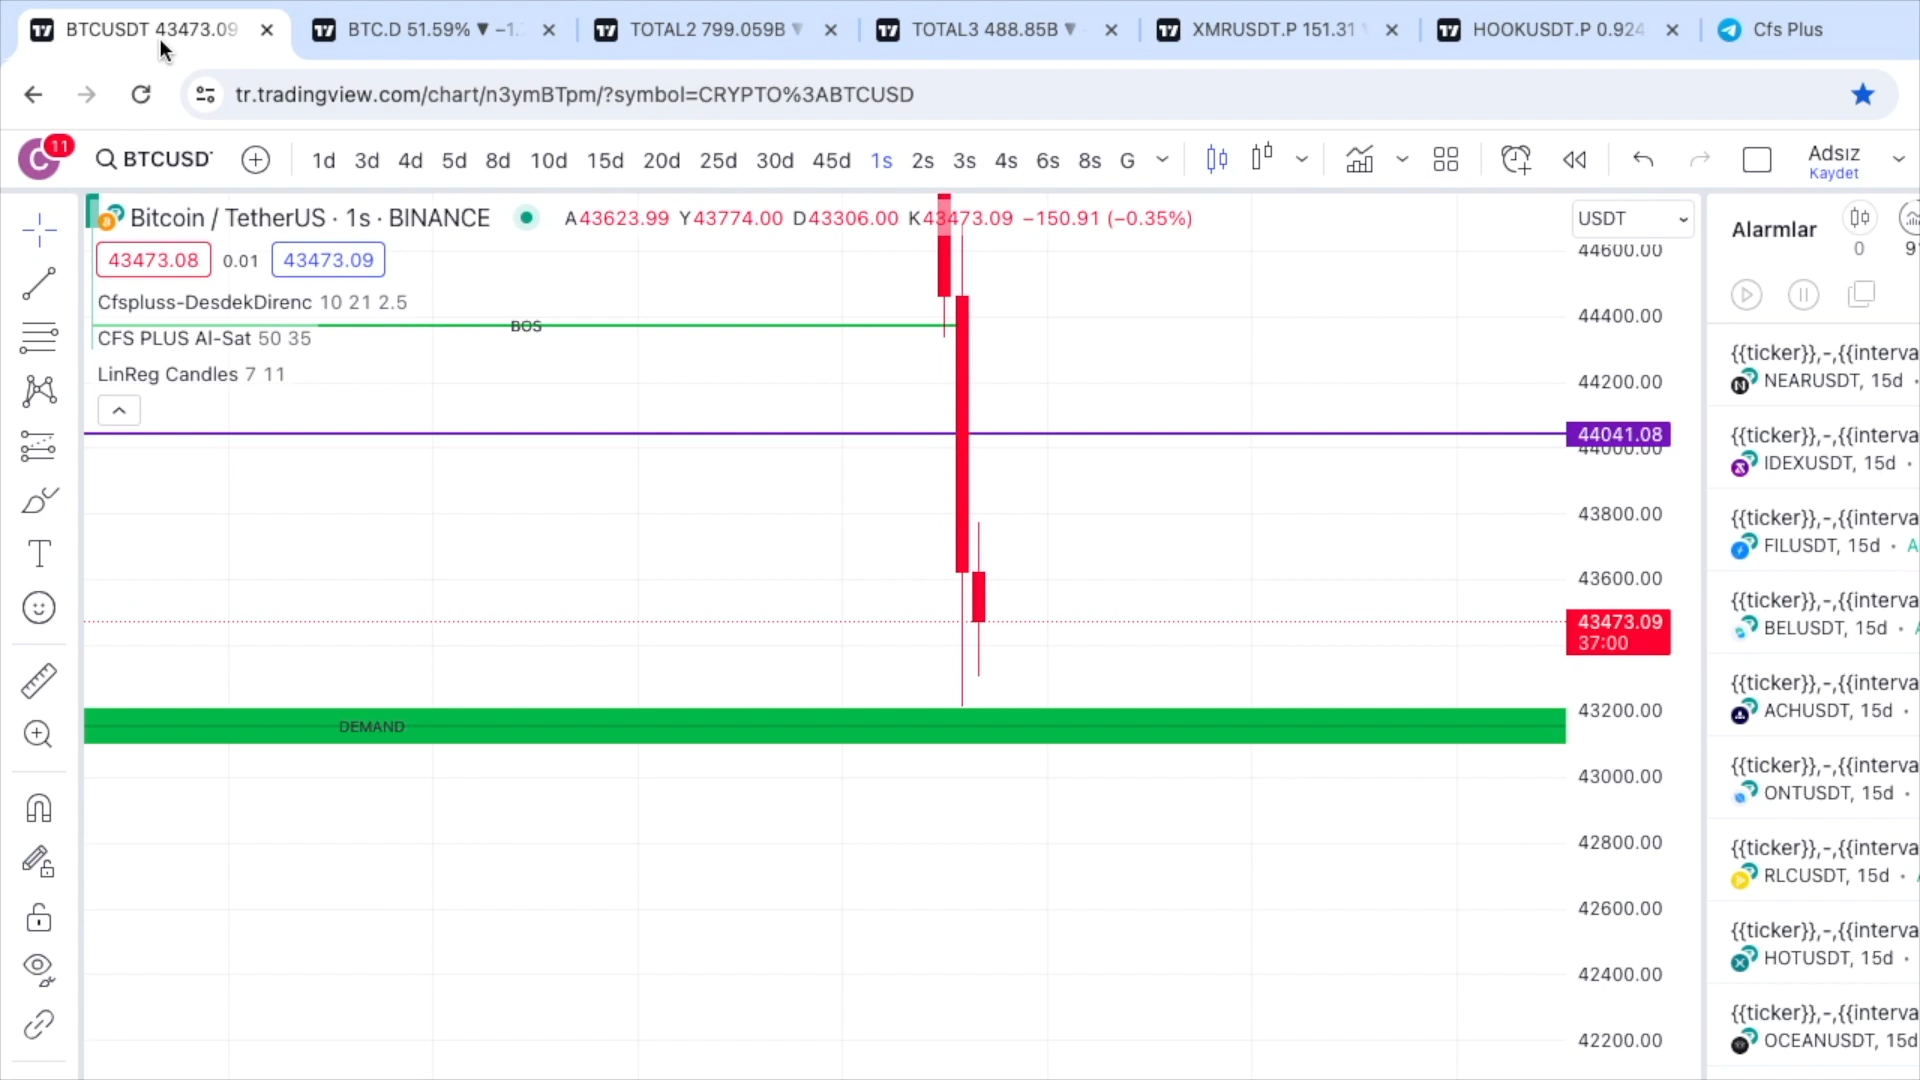 BTCUSDT 43473.09
BTC.D 51.59% ▼ −1.
TOTAL2 799.059B ▼
TOTAL3 488.85B ▼
XMRUSDT.P 151.31
HOOKUSDT.P 0.924
Cfs Plus
tr.tradingview.com/chart/n3ymBTpm/?symbol=CRYPTO%3ABTCUSD
C 11
BTCUSDT
1d 3d 4d 5d 8d 10d 15d 20d 25d 30d 45d 1s 2s 3s 4s 6s 8s G
Adsız
Kaydet
Bitcoin / TetherUS · 1s · BINANCE
A43623.99 Y43774.00 D43306.00 K43473.09 −150.91 (−0.35%)
USDT
43473.08 0.01 43473.09
Cfspluss-DesdekDirenc 10 21 2.5
BOS
CFS PLUS Al-Sat 50 35
LinReg Candles 7 11
DEMAND
44600.00
44400.00
44200.00
44041.08
44000.00
43800.00
43600.00
43473.09
37:00
43200.00
43000.00
42800.00
42600.00
42400.00
42200.00
Alarmlar
0
9
{{ticker}},-,{{interva
NEARUSDT, 15d ·
{{ticker}},-,{{interva
IDEXUSDT, 15d ·
{{ticker}},-,{{interva
FILUSDT, 15d · A
{{ticker}},-,{{interva
BELUSDT, 15d · A
{{ticker}},-,{{interva
ACHUSDT, 15d ·
{{ticker}},-,{{interva
ONTUSDT, 15d ·
{{ticker}},-,{{interva
RLCUSDT, 15d · A
{{ticker}},-,{{interva
HOTUSDT, 15d ·
{{ticker}},-,{{interva
OCEANUSDT, 15d